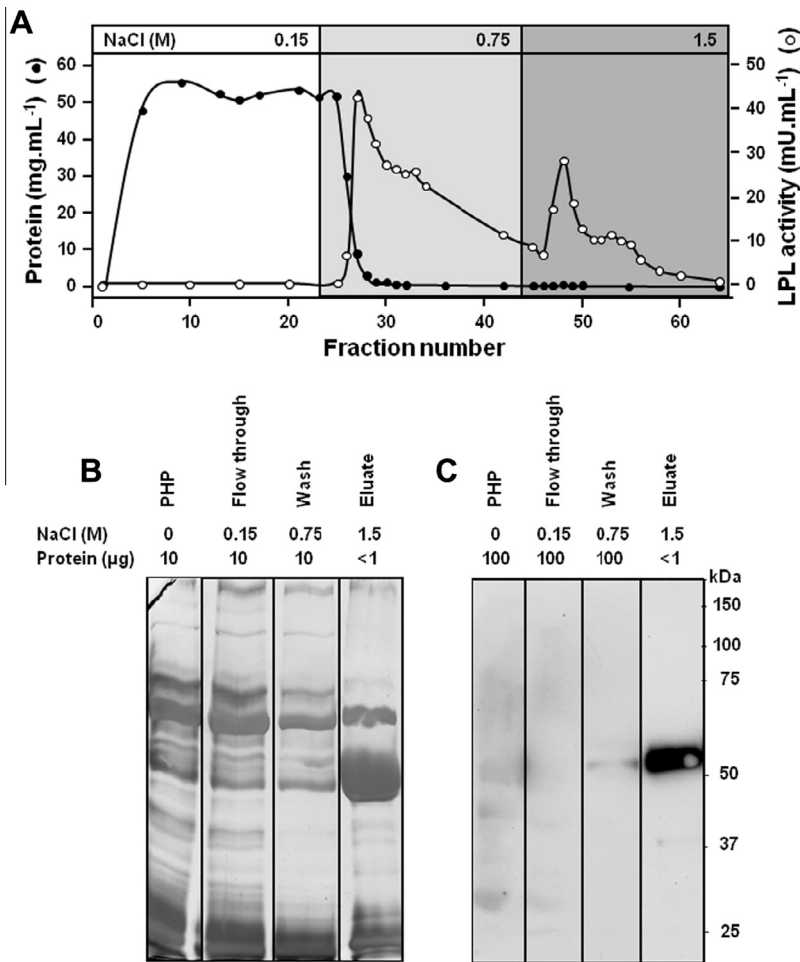 A
NaCl (M) 0.15 0.75 1.5
Protein (mg.mL-1) (●)
60
50
40
30
20
10
0
50
40
30
20
10
0
LPL activity (mU.mL-1) (○)
0 10 20 30 40 50 60
Fraction number
B
PHP
Flow through
Wash
Eluate
NaCl (M) 0 0.15 0.75 1.5
Protein (µg) 10 10 10 <1
C
PHP
Flow through
Wash
Eluate
0 0.15 0.75 1.5
100 100 100 <1
kDa
150
100
75
50
37
25